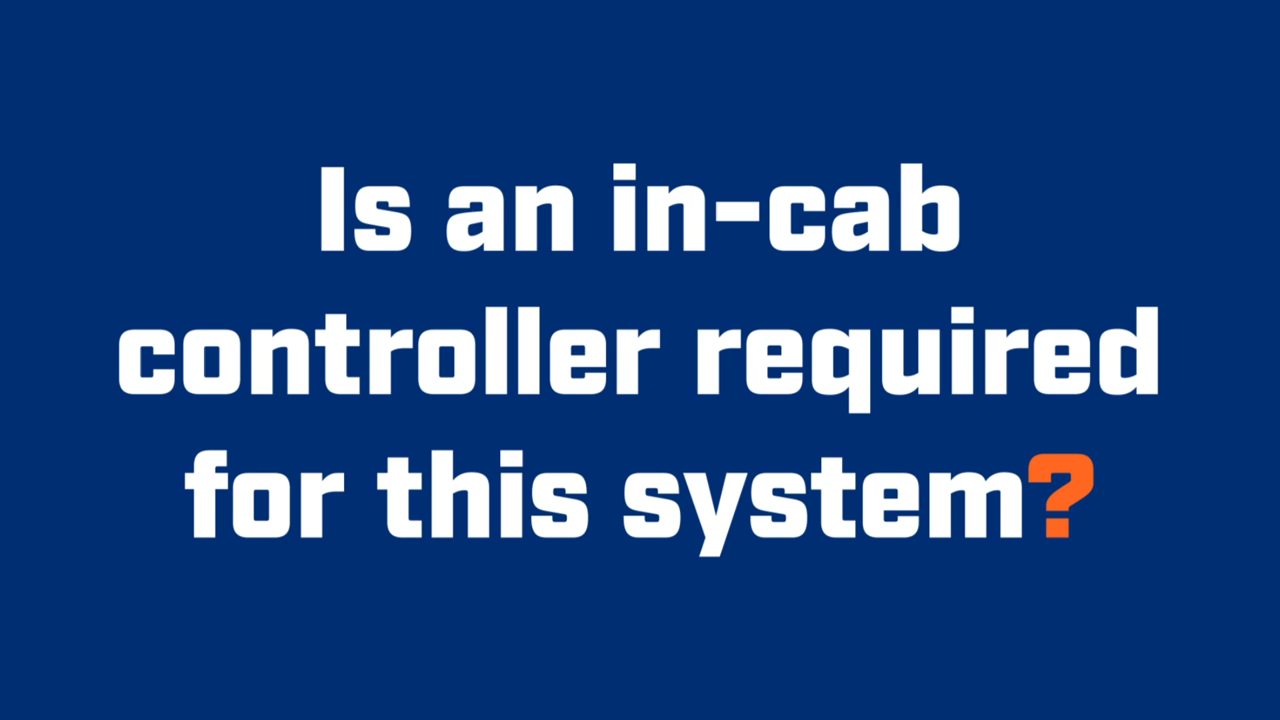 Is an in-cab
controller required
for this system?